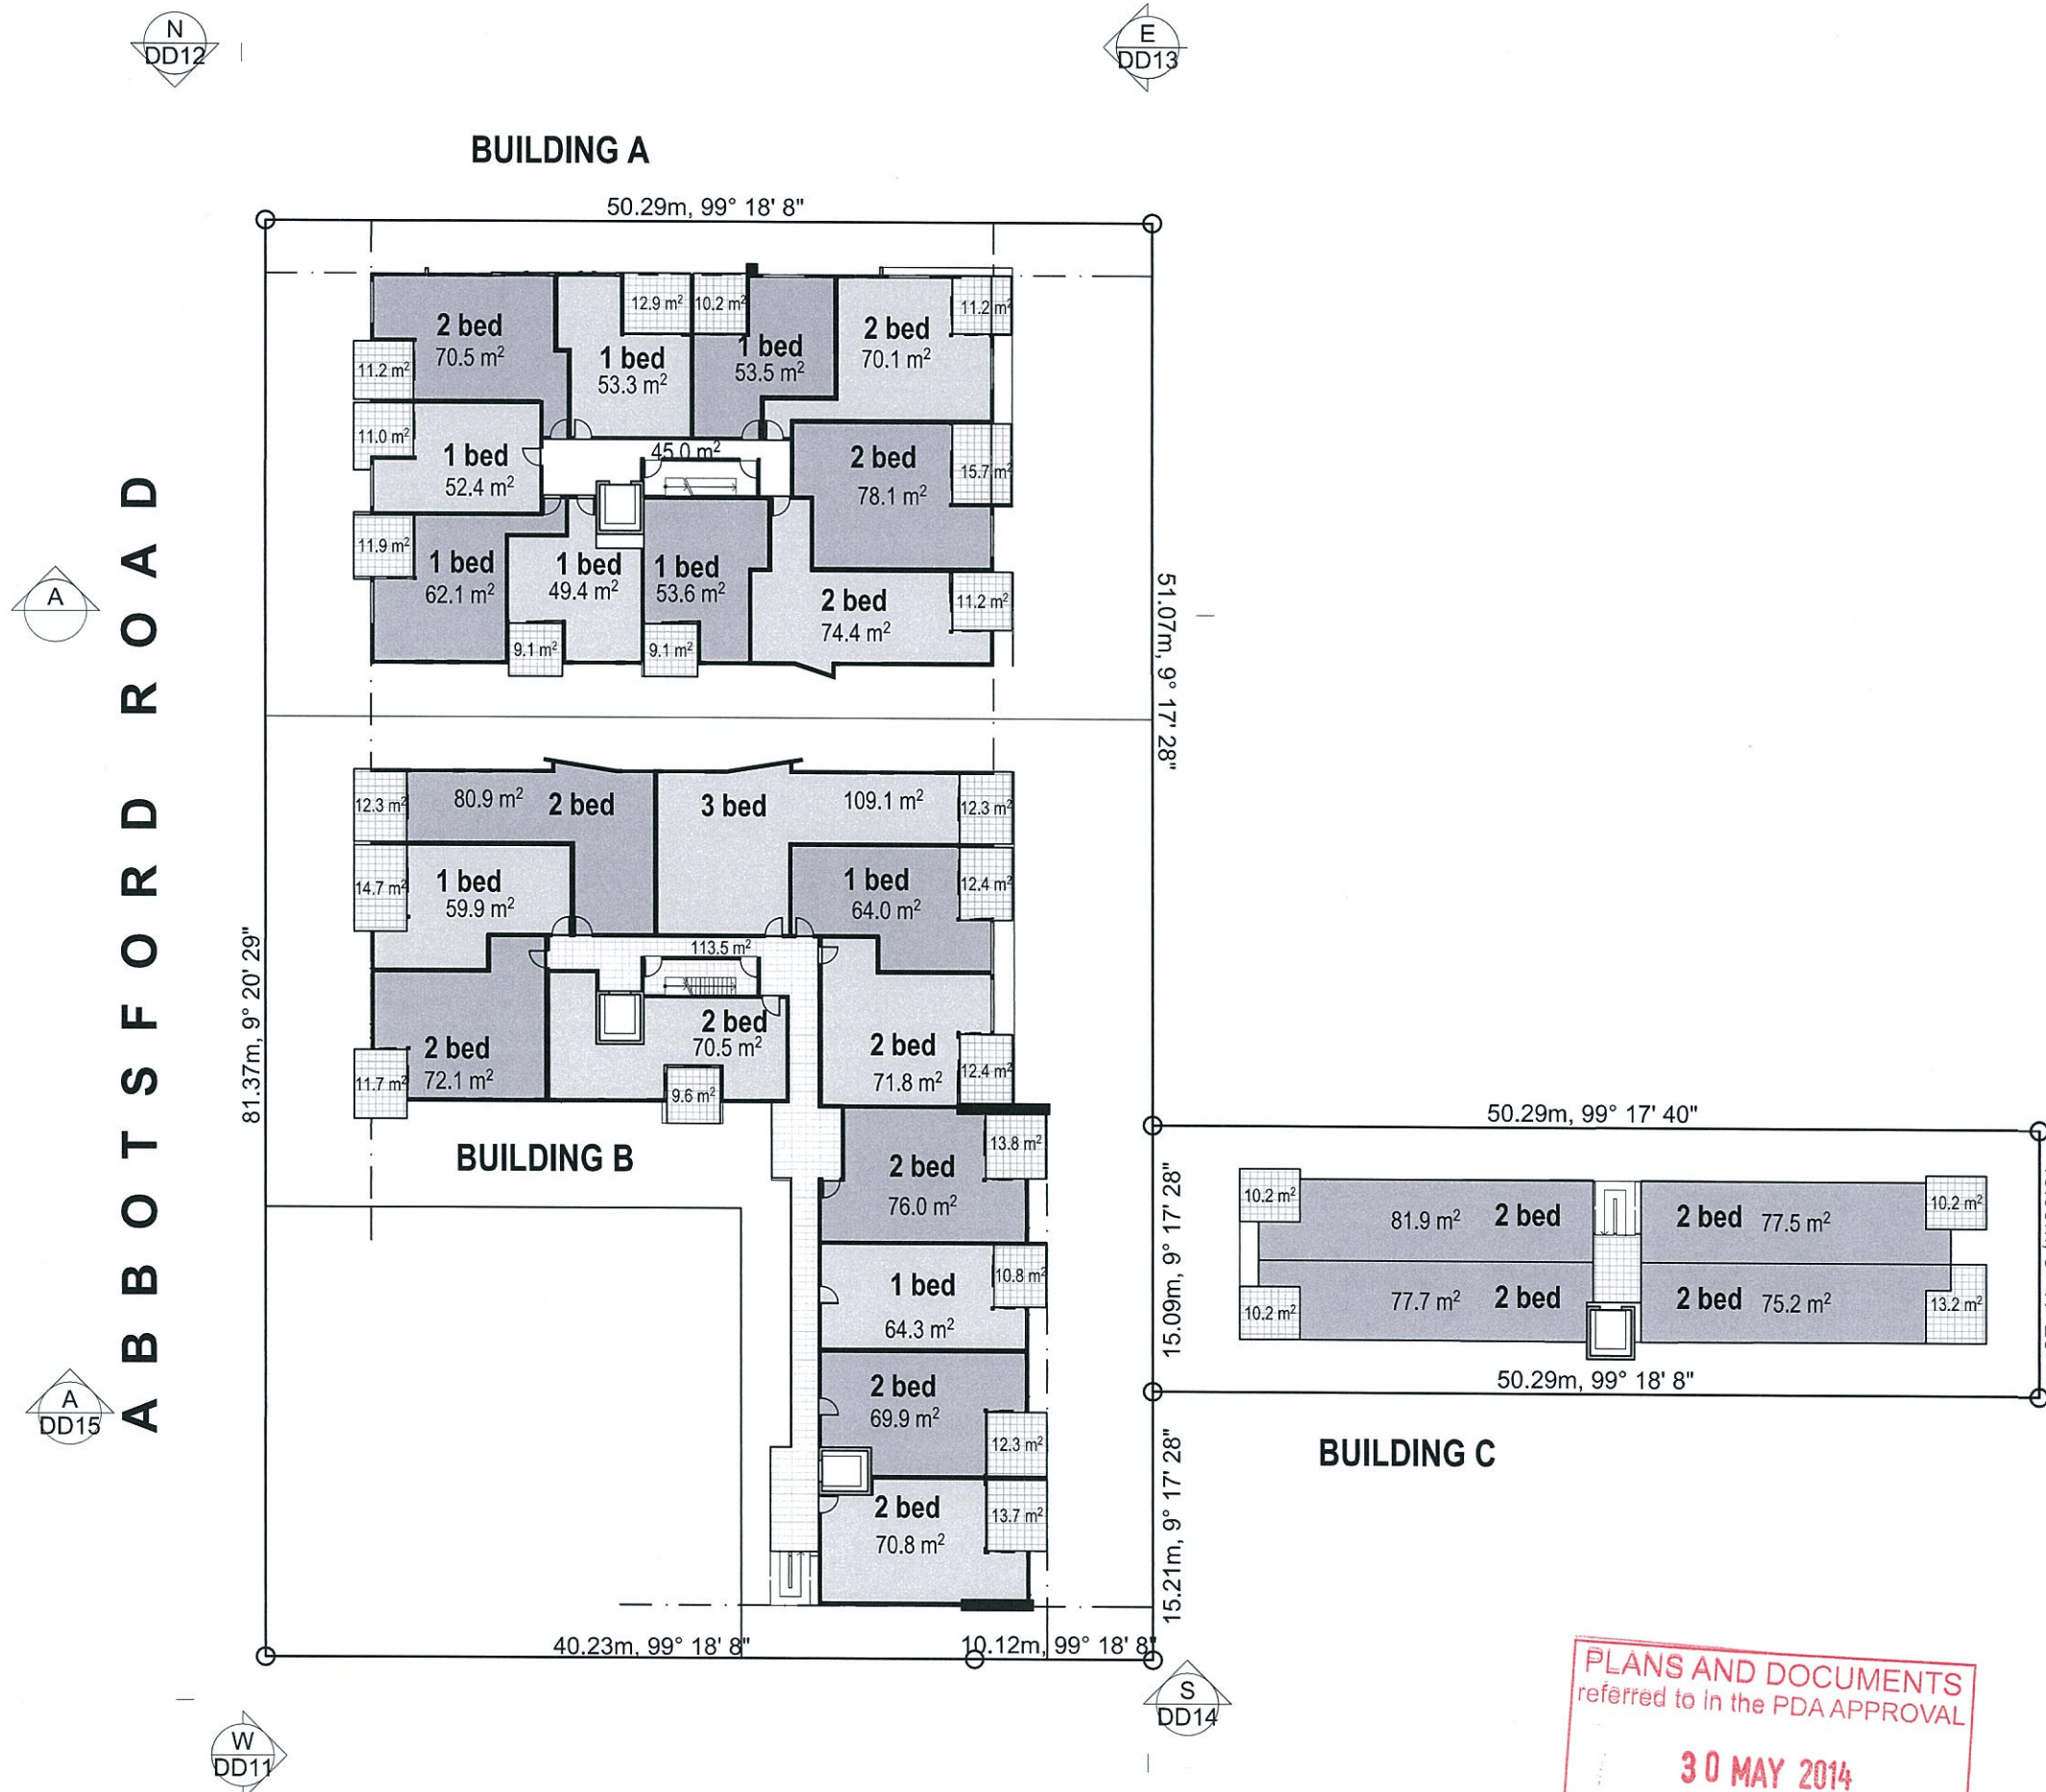 N
DD12
E
DD13
BUILDING A
50.29m, 99° 18' 8"
2 bed
70.5 m²
11.2 m²
1 bed
53.3 m²
12.9 m²
10.2 m²
1 bed
53.5 m²
2 bed
70.1 m²
11.2 m²
11.0 m²
1 bed
52.4 m²
45.0 m²
2 bed
78.1 m²
15.7 m²
11.9 m²
1 bed
62.1 m²
1 bed
49.4 m²
9.1 m²
1 bed
53.6 m²
9.1 m²
2 bed
74.4 m²
11.2 m²
A
ABBOTSFORD ROAD
51.07m, 9° 17' 28"
12.3 m²
80.9 m²
2 bed
3 bed
109.1 m²
12.3 m²
14.7 m²
1 bed
59.9 m²
1 bed
64.0 m²
12.4 m²
113.5 m²
81.37m, 9° 20' 29"
2 bed
72.1 m²
11.7 m²
2 bed
70.5 m²
9.6 m²
2 bed
71.8 m²
12.4 m²
BUILDING B
2 bed
76.0 m²
13.8 m²
1 bed
64.3 m²
10.8 m²
2 bed
69.9 m²
12.3 m²
2 bed
70.8 m²
13.7 m²
50.29m, 99° 17' 40"
15.09m, 9° 17' 28"
10.2 m²
81.9 m²
2 bed
2 bed
77.5 m²
10.2 m²
10.2 m²
77.7 m²
2 bed
2 bed
75.2 m²
13.2 m²
50.29m, 99° 18' 8"
BUILDING C
A
DD15
15.21m, 9° 17' 28"
40.23m, 99° 18' 8"
10.12m, 99° 18' 8"
S
DD14
W
DD11
PLANS AND DOCUMENTS
referred to in the PDA APPROVAL
30 MAY 2014